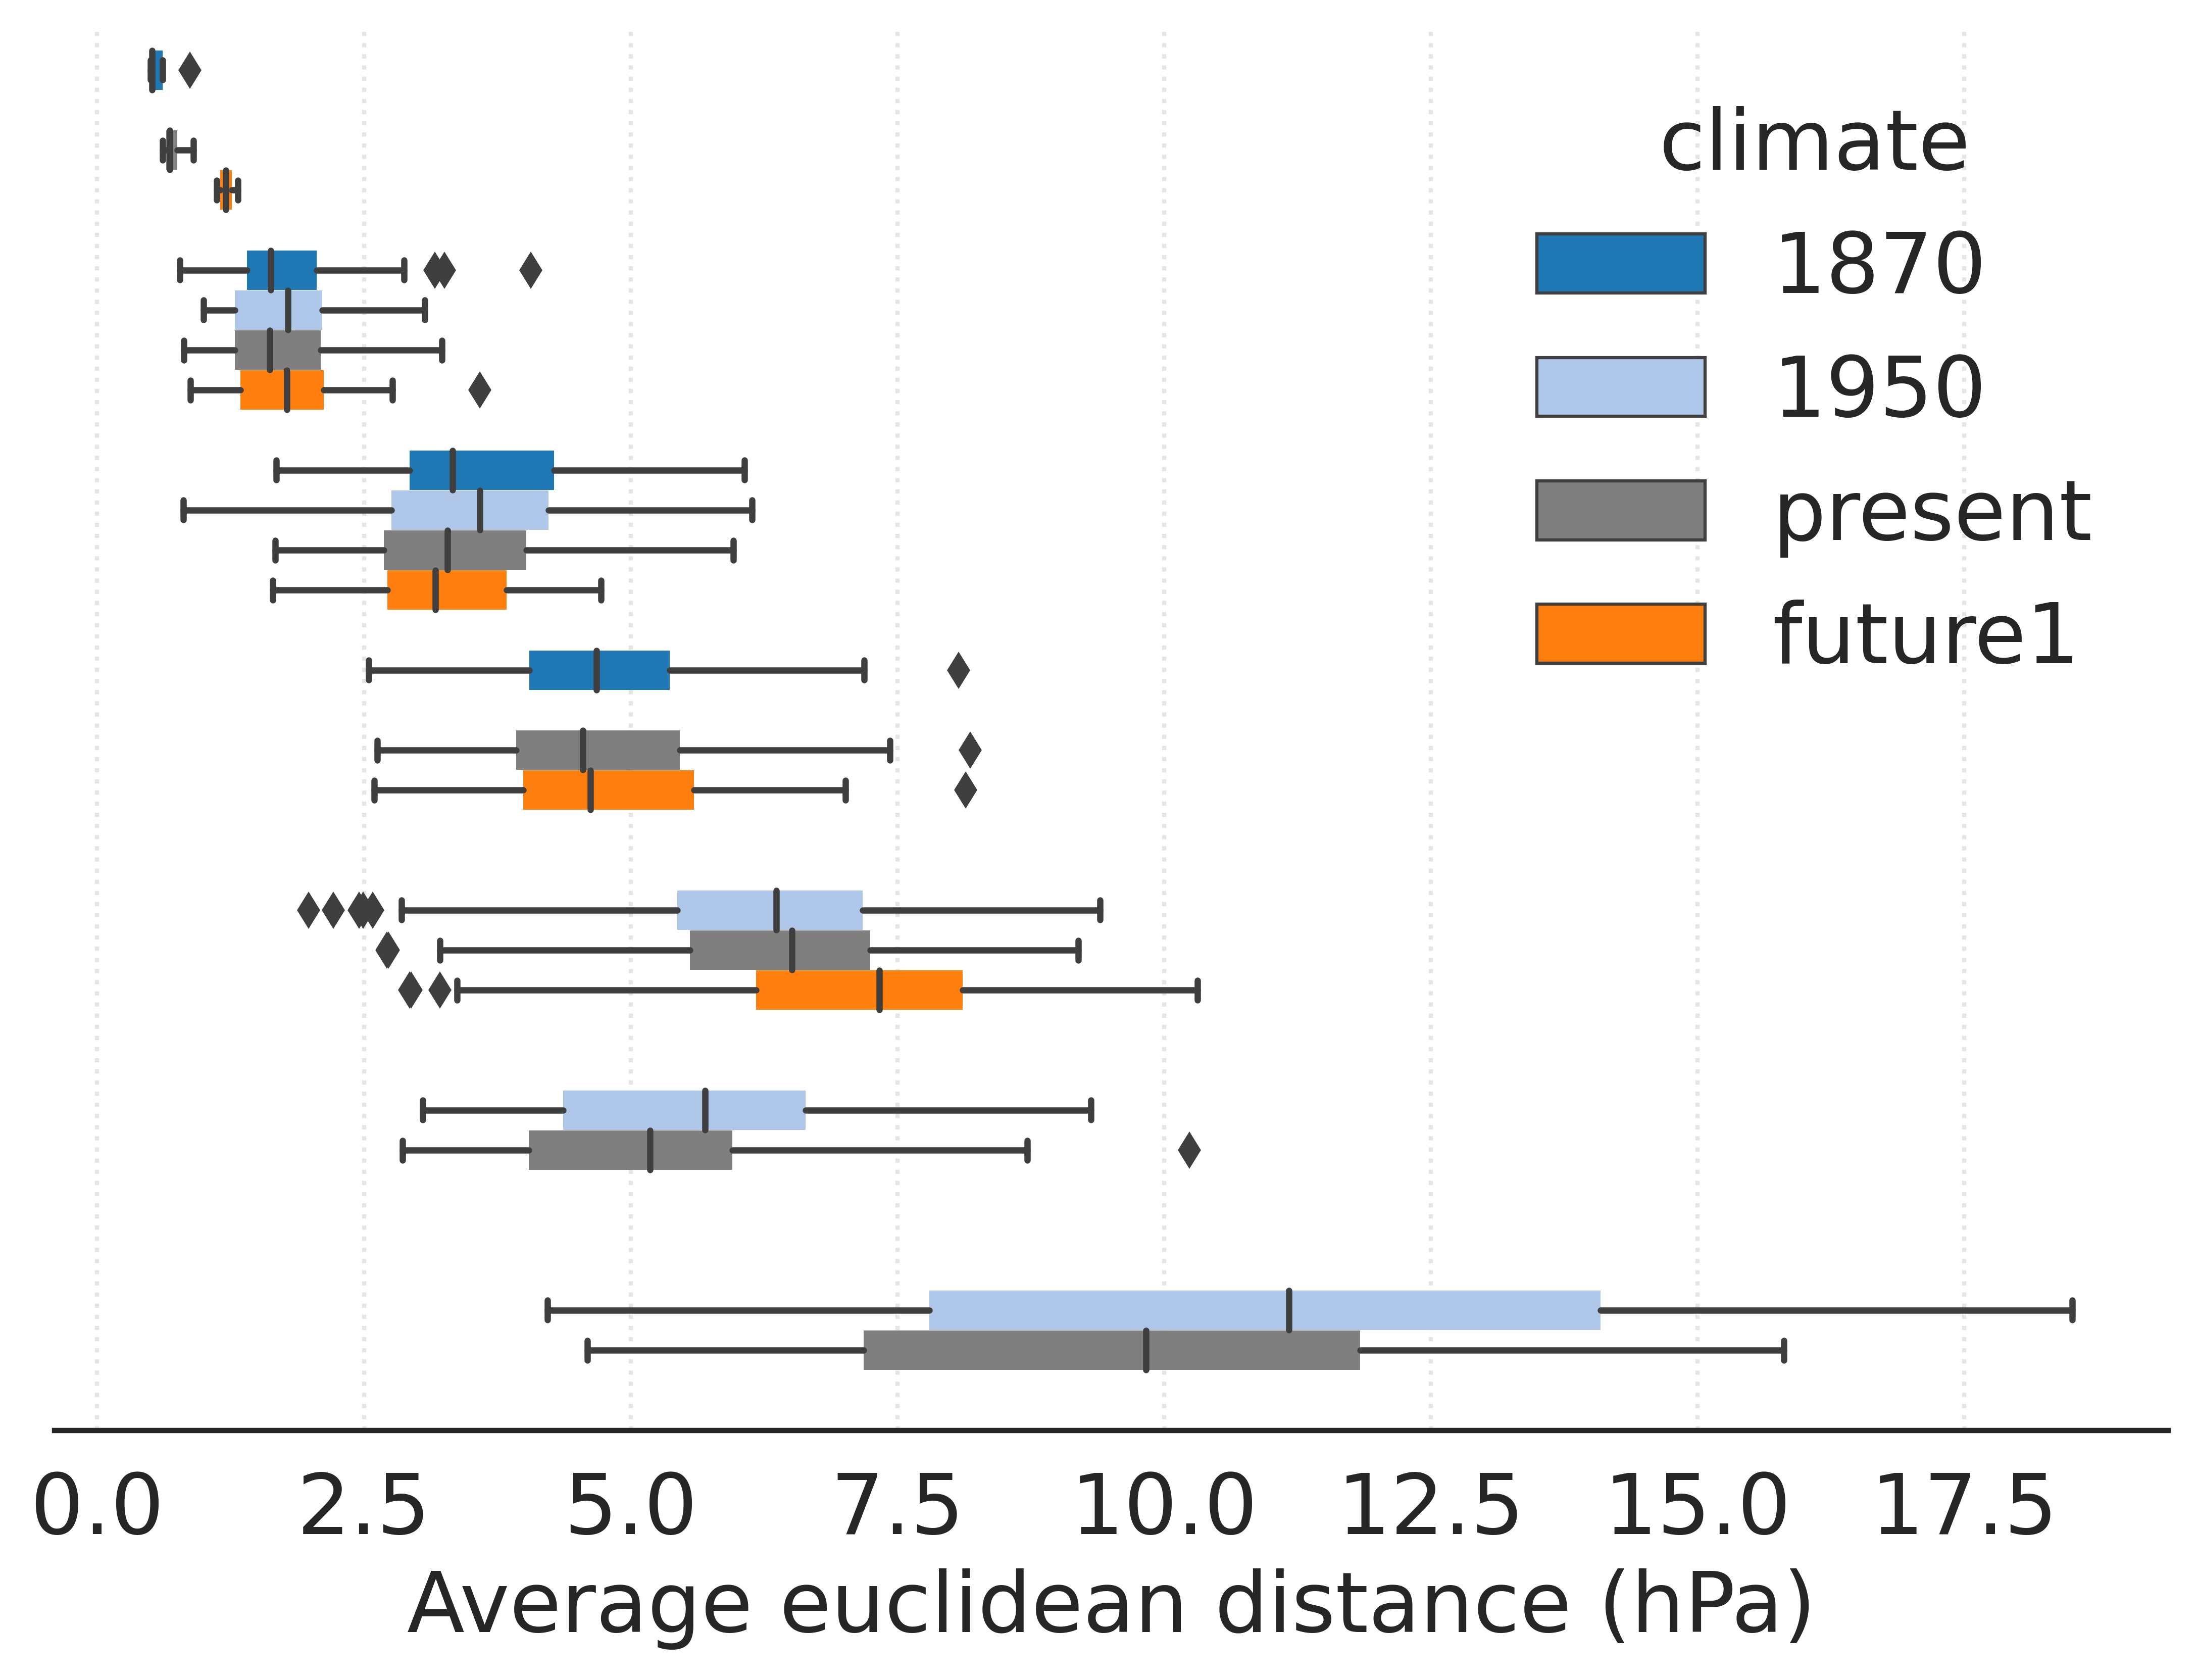 climate
1870
1950
present
future1
0.0 2.5 5.0 7.5 10.0 12.5 15.0 17.5
Average euclidean distance (hPa)